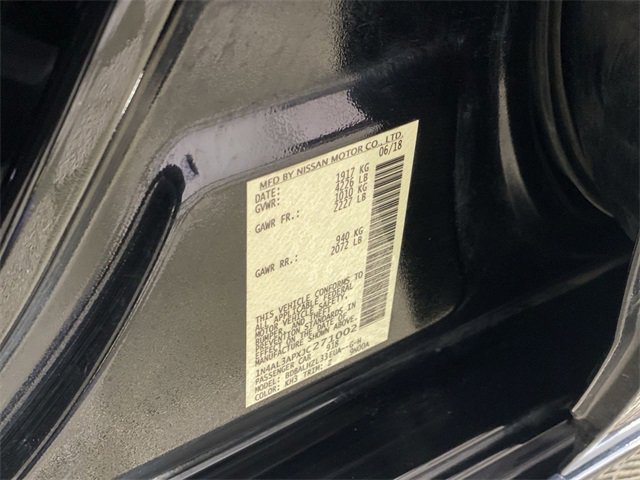 MFD BY NISSAN MOTOR CO., LTD.
DATE: 06/18
GVWR: 1917 KG
4226 LB
GAWR FR.: 1010 KG
2227 LB
GAWR RR.: 940 KG
2072 LB
THIS VEHICLE CONFORMS TO
ALL APPLICABLE FEDERAL
MOTOR VEHICLE SAFETY,
BUMPER, AND THEFT
PREVENTION STANDARDS IN
EFFECT ON THE DATE OF
MANUFACTURE SHOWN ABOVE.
1N4AL3APXJC271002
PASSENGER CAR
MODEL:
COLOR: KH3 TRIM: G